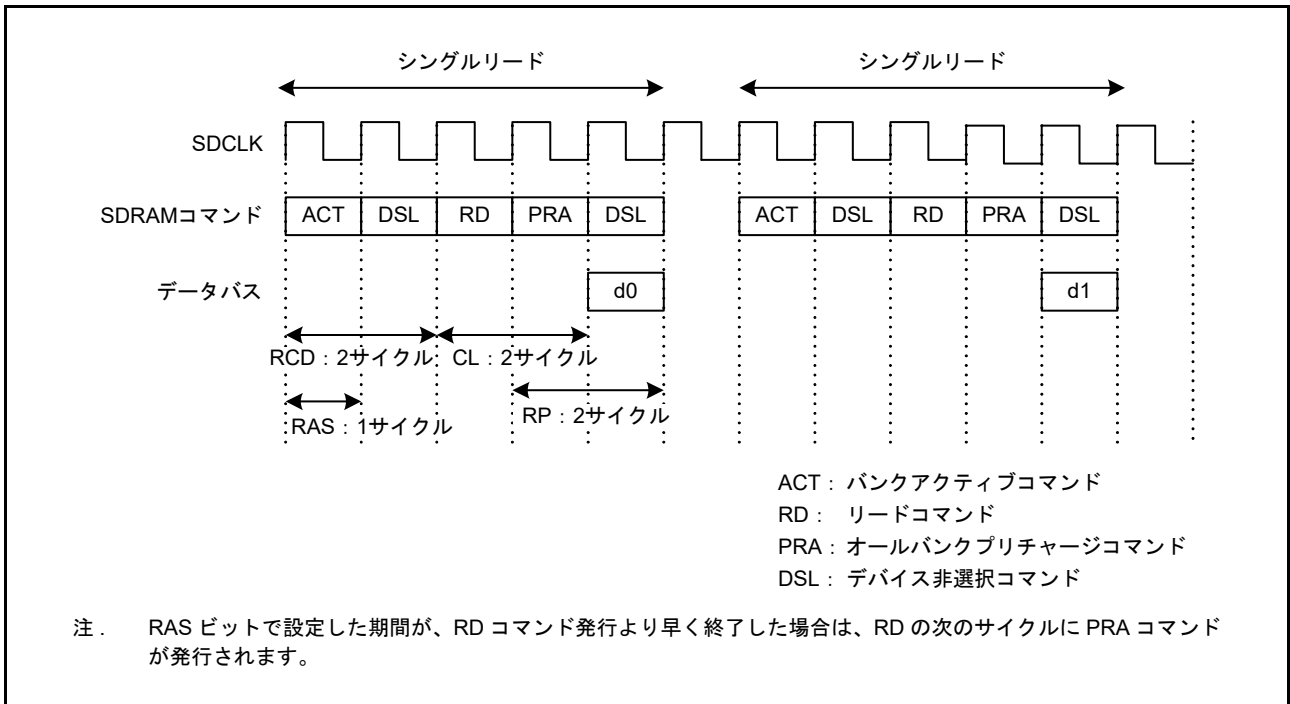 シングルリード シングルリード
SDCLK
SDRAMコマンド ACT DSL RD PRA DSL ACT DSL RD PRA DSL
データバス d0 d1
RCD：2サイクル CL：2サイクル
RAS：1サイクル RP：2サイクル
ACT： バンクアクティブコマンド
RD： リードコマンド
PRA： オールバンクプリチャージコマンド
DSL： デバイス非選択コマンド
注 . RAS ビットで設定した期間が、RD コマンド発行より早く終了した場合は、RD の次のサイクルに PRA コマンド
が発行されます。